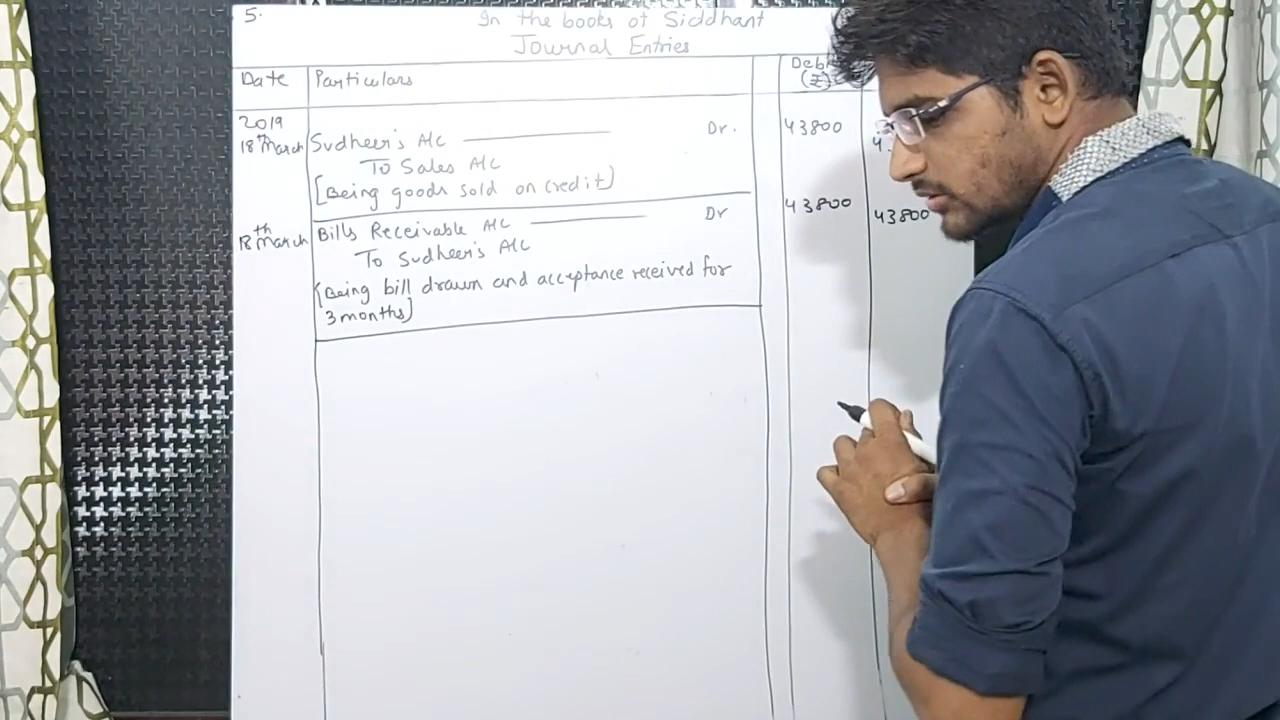 5.
In the books of Siddhant
Journal Entries
Date Particulars (₹)
2019
18th March Sudheer's A/c Dr. 43800
To Sales A/c
[Being goods sold on credit]
18th March Bills Receivable A/c Dr 43800
To Sudheer's A/c 43800
[Being bill drawn and acceptance received for
3 months]